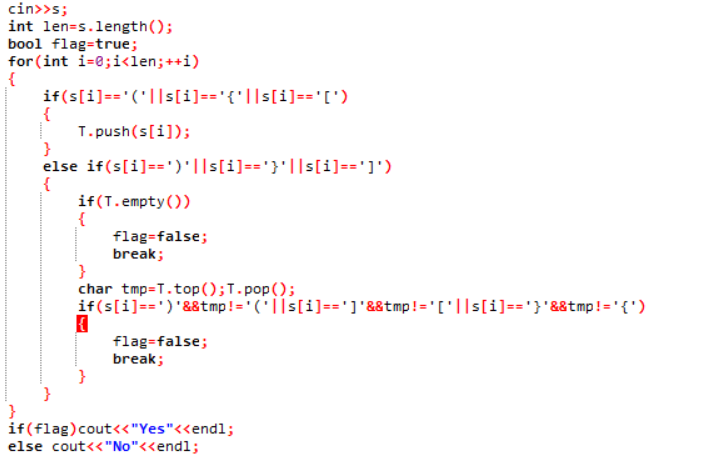 cin>>s;
int len=s.length();
bool flag=true;
for(int i=0;i<len;++i)
{
if(s[i]=='('||s[i]=='{'||s[i]=='[')
{
T.push(s[i]);
}
else if(s[i]==')'||s[i]=='}'||s[i]==']')
{
if(T.empty())
{
flag=false;
break;
}
char tmp=T.top();T.pop();
if(s[i]==')'&&tmp!='('||s[i]==']'&&tmp!='['||s[i]=='}'&&tmp!='{')
{
flag=false;
break;
}
}
}
if(flag)cout<<"Yes"<<endl;
else cout<<"No"<<endl;